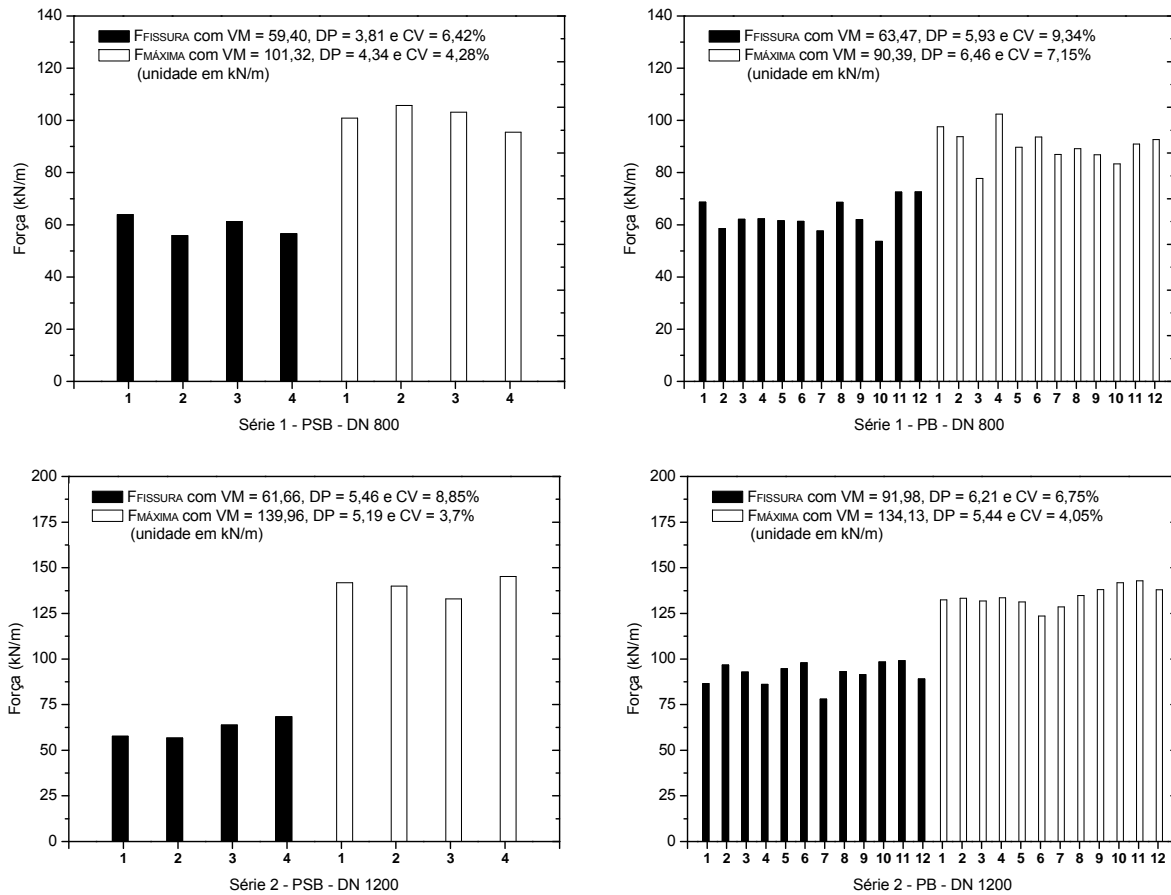 140
120
100
80
60
40
20
0
Força (kN/m)
FFISSURA com VM = 59,40, DP = 3,81 e CV = 6,42%
FMÁXIMA com VM = 101,32, DP = 4,34 e CV = 4,28%
(unidade em kN/m)
1 2 3 4 1 2 3 4
Série 1 - PSB - DN 800
140
120
100
80
60
40
20
0
Força (kN/m)
FFISSURA com VM = 63,47, DP = 5,93 e CV = 9,34%
FMÁXIMA com VM = 90,39, DP = 6,46 e CV = 7,15%
(unidade em kN/m)
1 2 3 4 5 6 7 8 9 10 11 12 1 2 3 4 5 6 7 8 9 10 11 12
Série 1 - PB - DN 800
200
175
150
125
100
75
50
25
0
Força (kN/m)
FFISSURA com VM = 61,66, DP = 5,46 e CV = 8,85%
FMÁXIMA com VM = 139,96, DP = 5,19 e CV = 3,7%
(unidade em kN/m)
1 2 3 4 1 2 3 4
Série 2 - PSB - DN 1200
200
175
150
125
100
75
50
25
0
Força (kN/m)
FFISSURA com VM = 91,98, DP = 6,21 e CV = 6,75%
FMÁXIMA com VM = 134,13, DP = 5,44 e CV = 4,05%
(unidade em kN/m)
1 2 3 4 5 6 7 8 9 10 11 12 1 2 3 4 5 6 7 8 9 10 11 12
Série 2 - PB - DN 1200